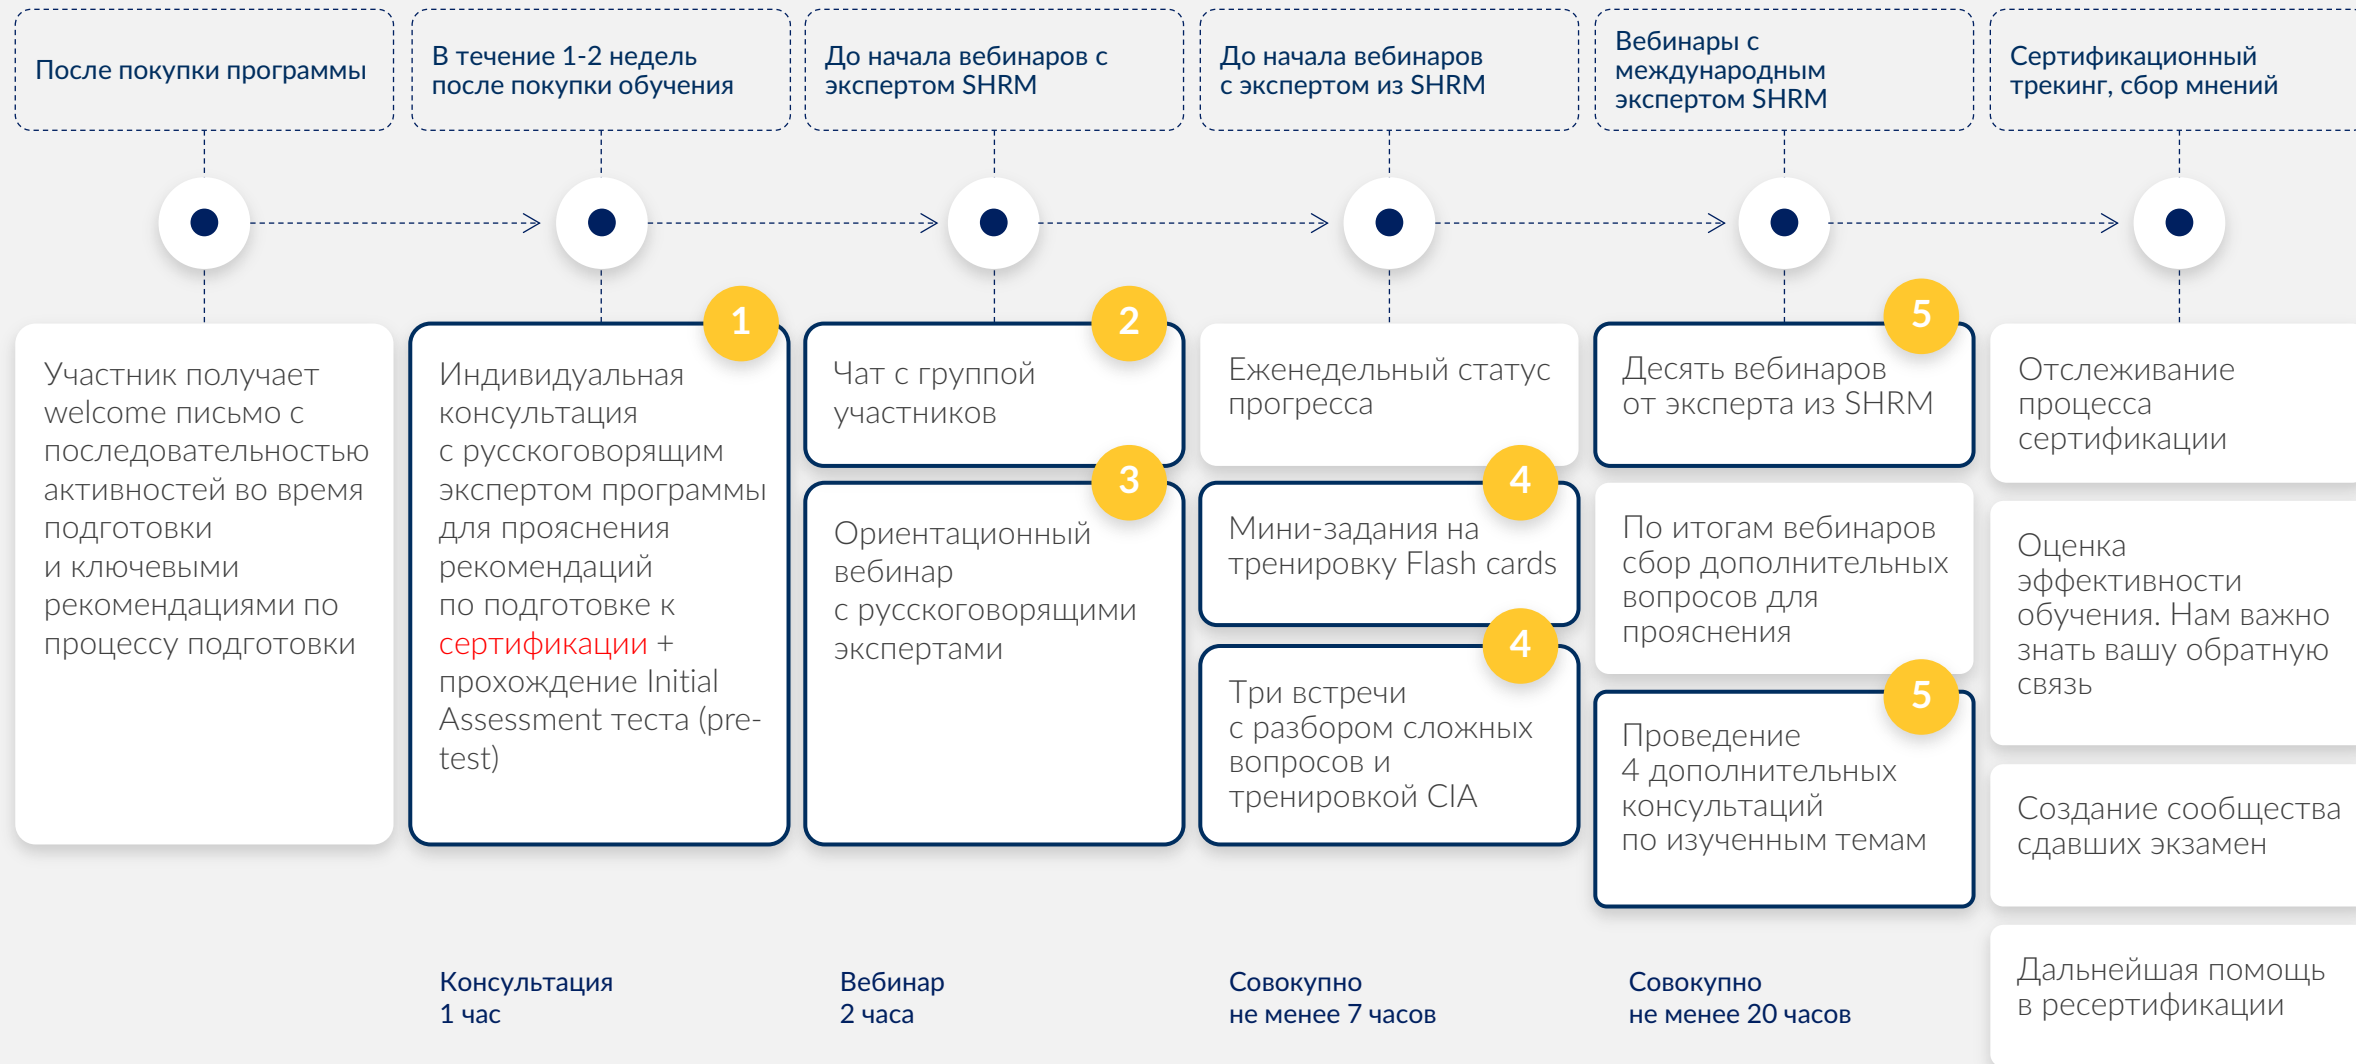 После покупки программы
В течение 1-2 недель
после покупки обучения
До начала вебинаров с
экспертом SHRM
До начала вебинаров
с экспертом из SHRM
Вебинары с
международным
экспертом SHRM
Сертификационный
трекинг, сбор мнений
Участник получает
welcome письмо с
последовательностью
активностей во время
подготовки
и ключевыми
рекомендациями по
процессу подготовки
1
Индивидуальная
консультация
с русскоговорящим
экспертом программы
для прояснения
рекомендаций
по подготовке к
сертификации +
прохождение Initial
Assessment теста (pre-
test)
Консультация
1 час
2
Чат с группой
участников
3
Ориентационный
вебинар
с русскоговорящими
экспертами
Вебинар
2 часа
Еженедельный статус
прогресса
4
Мини-задания на
тренировку Flash cards
4
Три встречи
с разбором сложных
вопросов и
тренировкой CIA
Совокупно
не менее 7 часов
5
Десять вебинаров
от эксперта из SHRM
По итогам вебинаров
сбор дополнительных
вопросов для
прояснения
5
Проведение
4 дополнительных
консультаций
по изученным темам
Совокупно
не менее 20 часов
Отслеживание
процесса
сертификации
Оценка
эффективности
обучения. Нам важно
знать вашу обратную
связь
Создание сообщества
сдавших экзамен
Дальнейшая помощь
в ресертификации